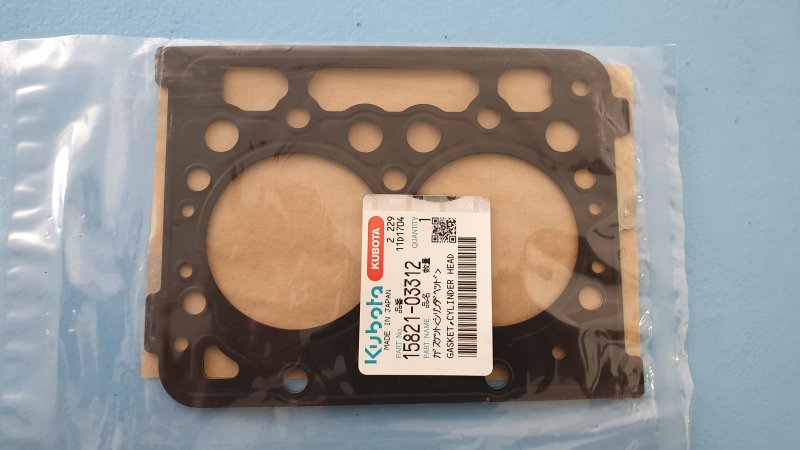 Kubota
KUBOTA
MADE IN JAPAN
2 229
11D1704
PART No. 品番
15821-03312
QUANTITY 数量
1
PART NAME 品名
ガスケット<シリンダヘッド>
GASKET,CYLINDER HEAD